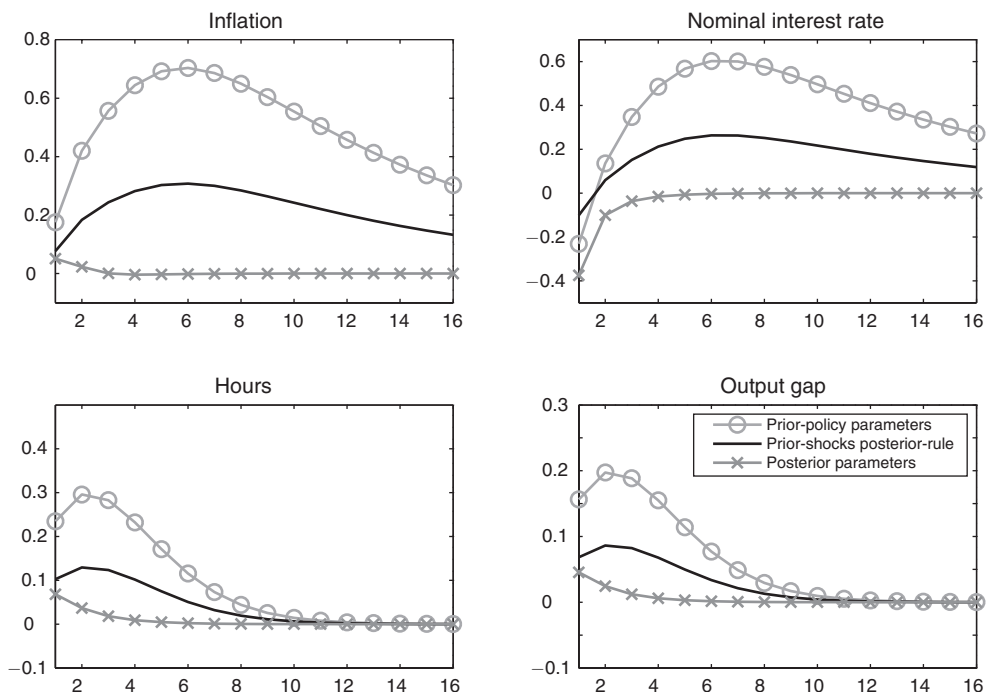 Inflation
0.8
0.6
0.4
0.2
0
2 4 6 8 10 12 14 16
Nominal interest rate
0.6
0.4
0.2
0
−0.2
−0.4
2 4 6 8 10 12 14 16
Hours
0.4
0.3
0.2
0.1
0
−0.1
2 4 6 8 10 12 14 16
Output gap
0.3
0.2
0.1
0
−0.1
2 4 6 8 10 12 14 16
Prior-policy parameters
Prior-shocks posterior-rule
Posterior parameters